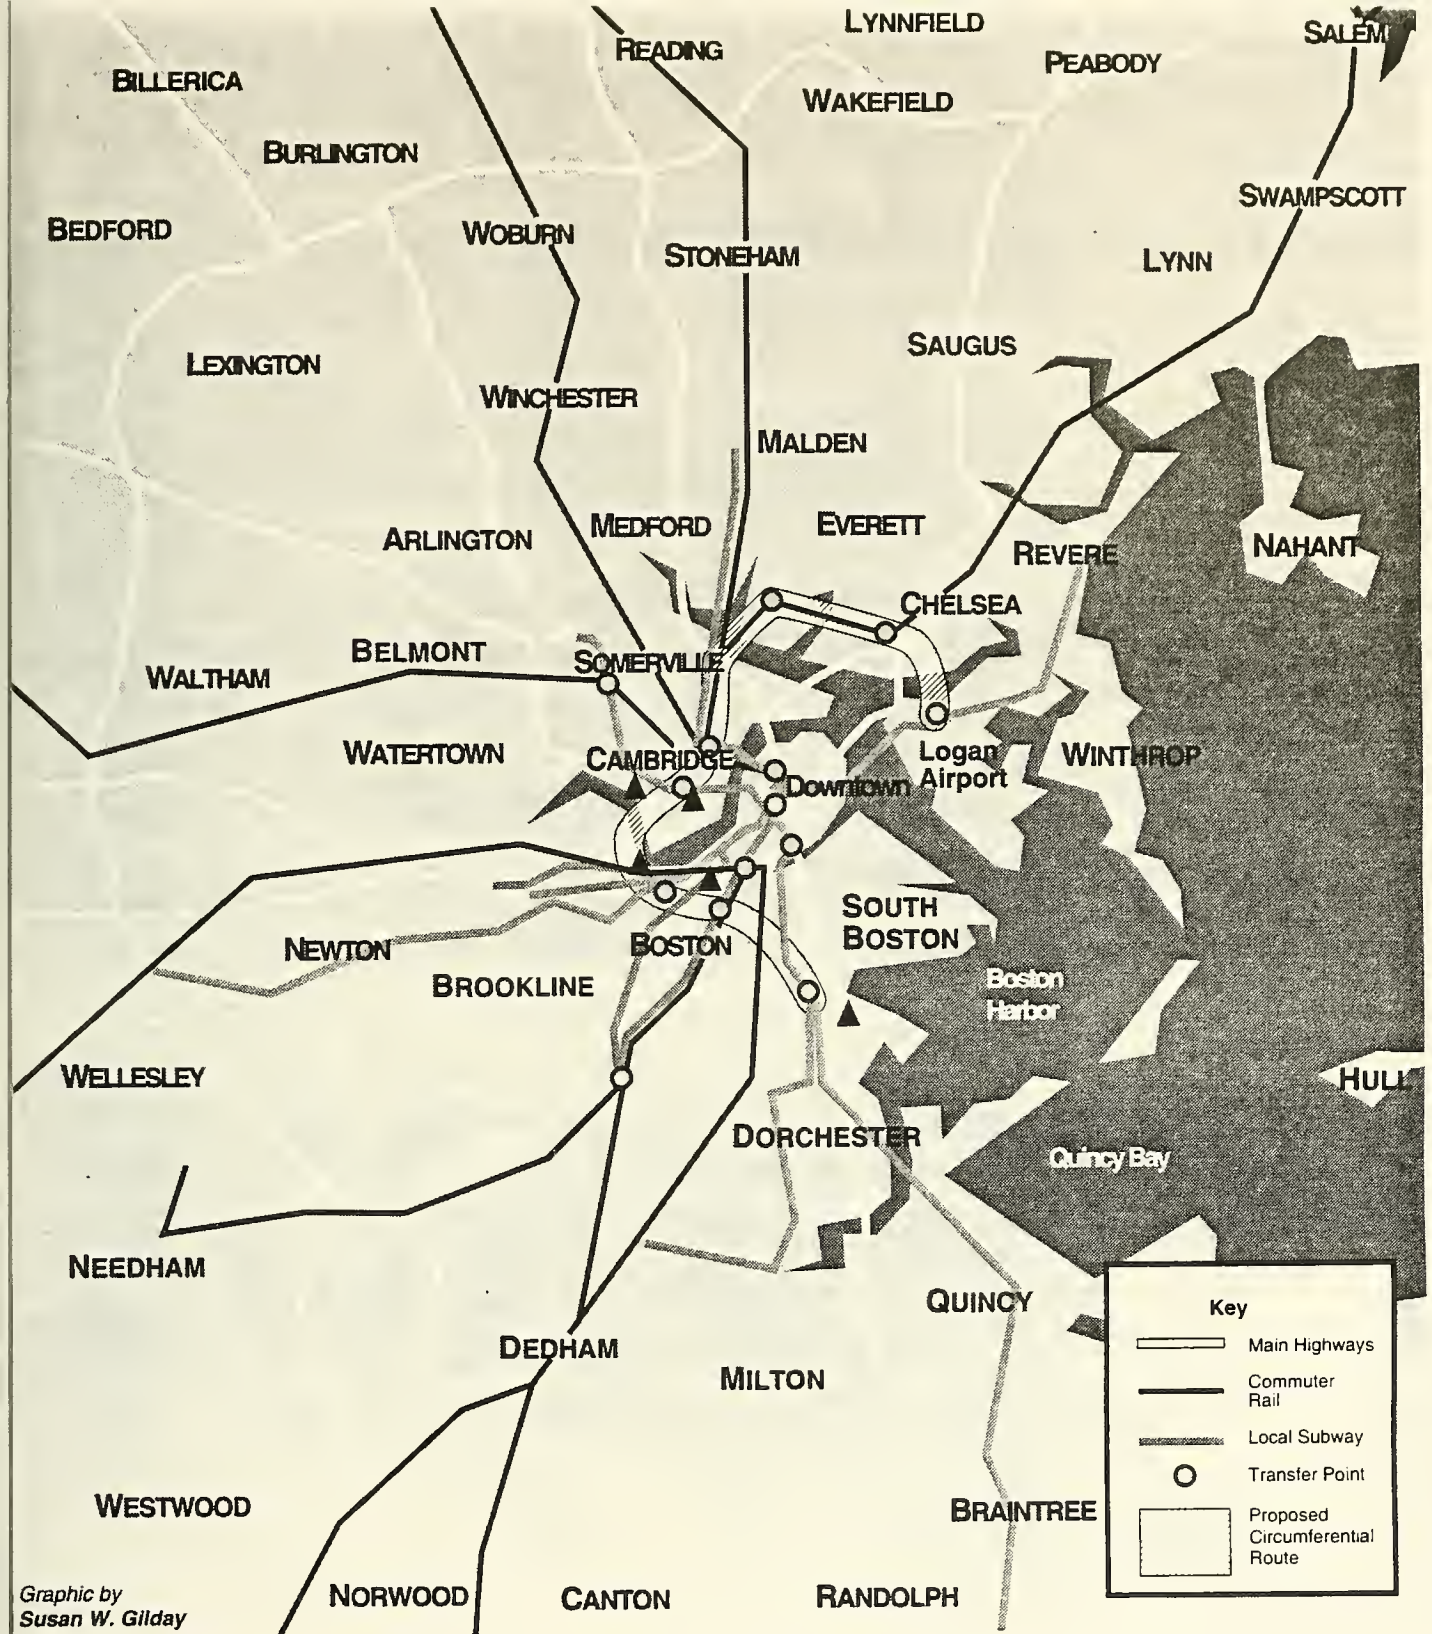 LYNNFIELD
SALEM
READING
PEABODY
BILLERICA
WAKEFIELD
BURLINGTON
SWAMPSCOTT
BEDFORD
WOBURN
STONEHAM
LYNN
SAUGUS
LEXINGTON
WINCHESTER
MALDEN
MEDFORD
EVERETT
ARLINGTON
REVERE
NAHANT
CHELSEA
BELMONT
SOMERVILLE
WALTHAM
WATERTOWN
CAMBRIDGE
Logan
Airport
WINTHROP
Downtown
SOUTH
BOSTON
NEWTON
BOSTON
BROOKLINE
Boston
Harbor
WELLESLEY
HULL
DORCHESTER
Quincy Bay
NEEDHAM
QUINCY
DEDHAM
MILTON
WESTWOOD
BRAINTREE
NORWOOD
CANTON
RANDOLPH
Key
Main Highways
Commuter
Rail
Local Subway
Transfer Point
Proposed
Circumferential
Route
Graphic by
Susan W. Gilday